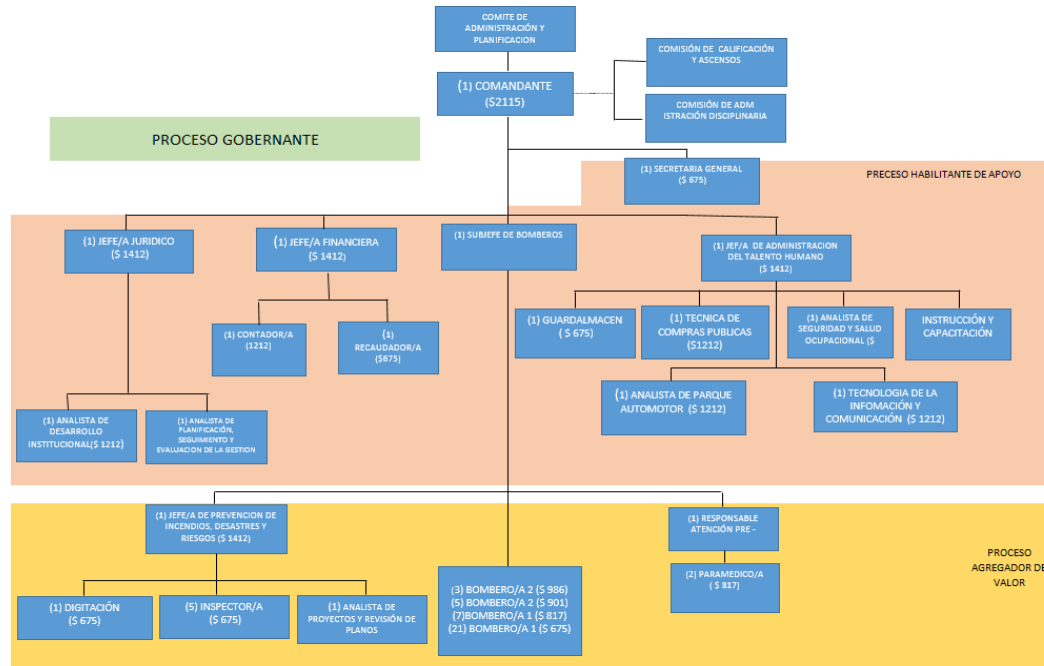 COMITE DE
ADMINISTRACIÓN Y
PLANIFICACION
(1) COMANDANTE
($2115)
COMISIÓN DE CALIFICACIÓN
Y ASCENSOS
COMISIÓN DE ADM
ISTRACIÓN DISCIPLINARIA
PROCESO GOBERNANTE
(1) SECRETARIA GENERAL
($ 675)
PRECESO HABILITANTE DE APOYO
(1) JEFE/A JURIDICO
($ 1412)
(1) JEFE/A FINANCIERA
($ 1412)
(1) SUBJEFE DE BOMBEROS
(1) JEF/A DE ADMINISTRACION
DEL TALENTO HUMANO
($ 1412)
(1) CONTADOR/A
(1212)
(1)
RECAUDADOR/A
($675)
(1) GUARDALMACEN
( $ 675)
(1) TECNICA DE
COMPRAS PUBLICAS
($1212)
(1) ANALISTA DE
SEGURIDAD Y SALUD
OCUPACIONAL ($
INSTRUCCIÓN Y
CAPACITACIÓN
(1) ANALISTA DE PARQUE
AUTOMOTOR ($ 1212)
(1) TECNOLOGIA DE LA
INFOMACIÓN Y
COMUNICACIÓN ($ 1212)
(1) ANALISTA DE
DESARROLLO
INSTITUCIONAL($ 1212)
(1) ANALISTA DE
PLANIFICACIÓN,
SEGUIMIENTO Y
EVALUACION DE LA GESTION
(1) JEFE/A DE PREVENCION DE
INCENDIOS, DESASTRES Y
RIESGOS ($ 1412)
(1) RESPONSABLE
ATENCIÓN PRE -
PROCESO
AGREGADOR DE
VALOR
(2) PARAMEDICO/A
( $ 817)
(1) DIGITACIÓN
($ 675)
(5) INSPECTOR/A
($ 675)
(1) ANALISTA DE
PROYECTOS Y REVISIÓN DE
PLANOS
(3) BOMBERO/A 2 ($ 986)
(5) BOMBERO/A 2 ($ 901)
(7)BOMBERO/A 1 ($ 817)
(21) BOMBERO/A 1 ($ 675)